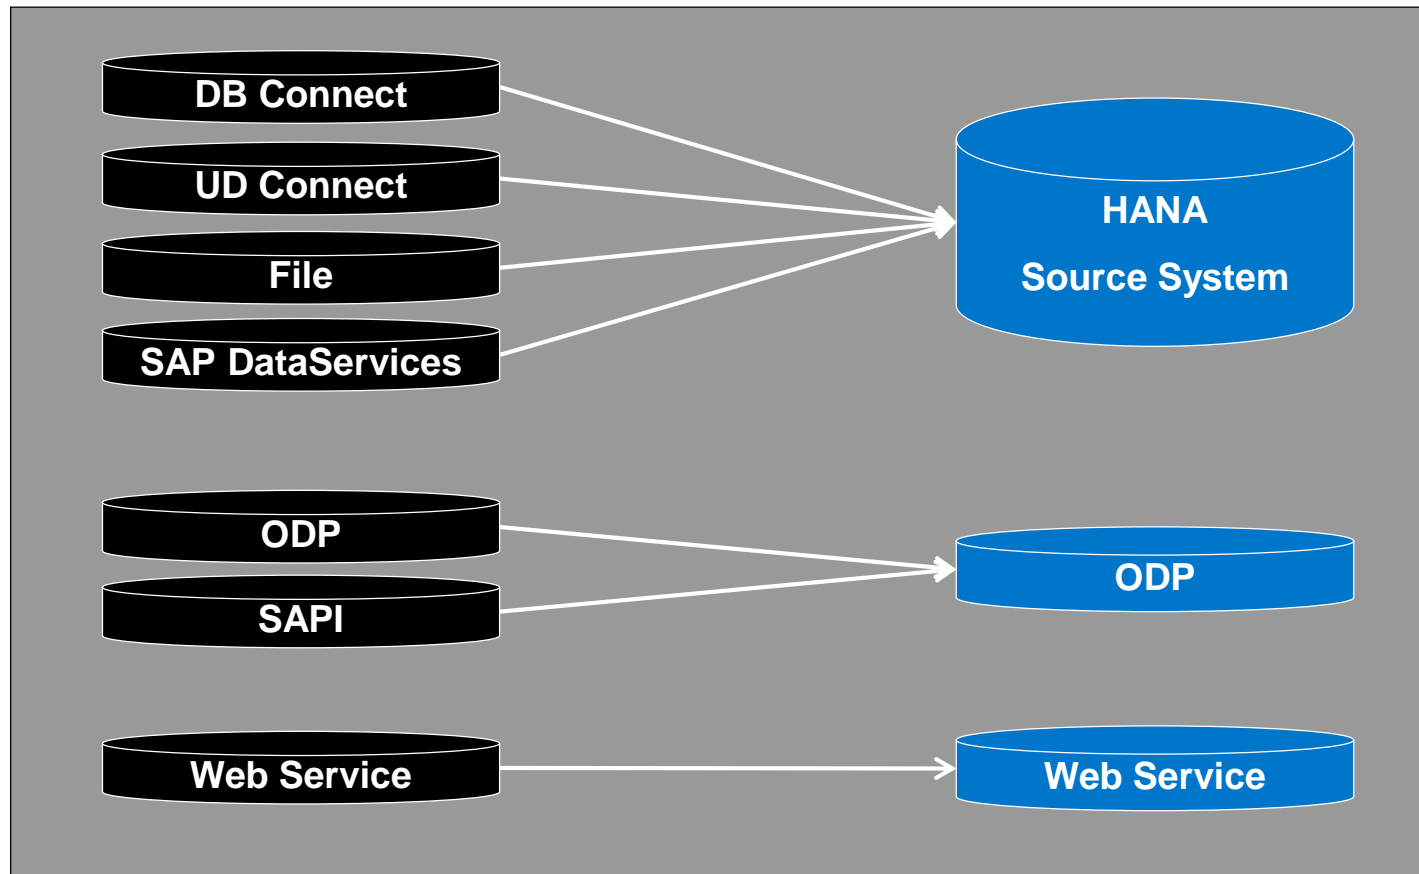 DB Connect
UD Connect
File
SAP DataServices
HANA
Source System
ODP
SAPI
ODP
Web Service
Web Service